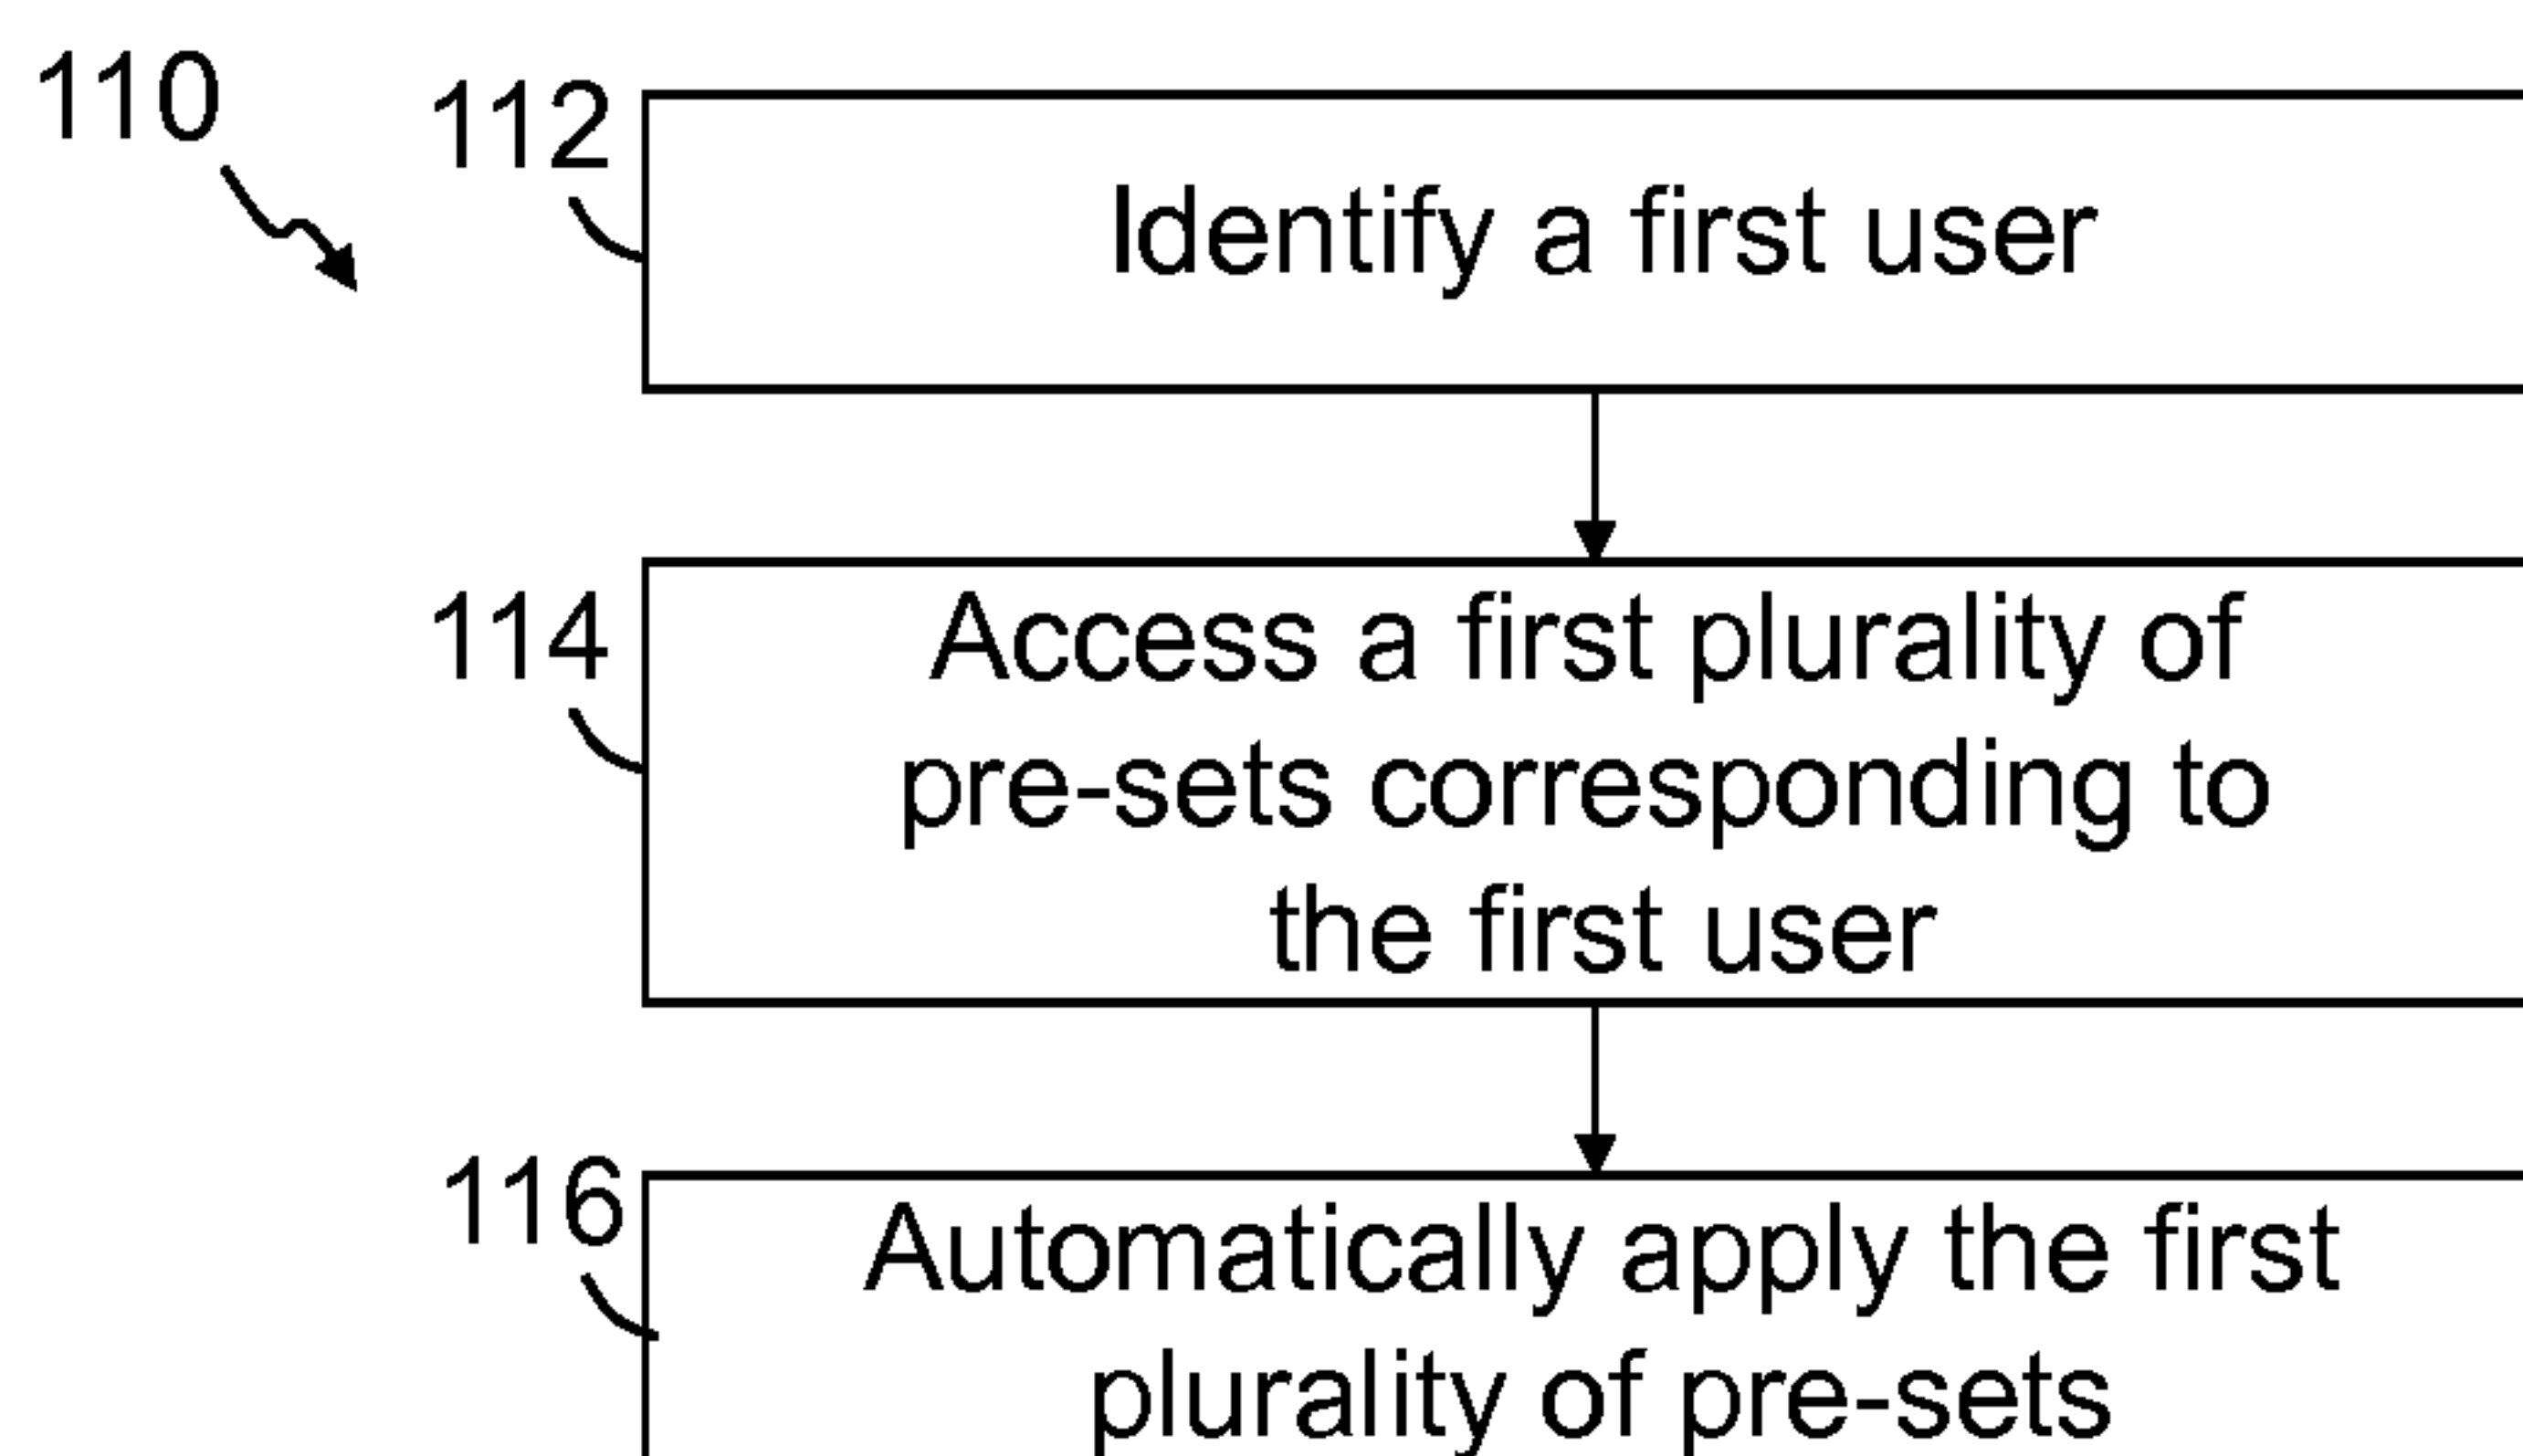 110
112
Identify a first user
114
Access a first plurality of
pre-sets corresponding to
the first user
116
Automatically apply the first
plurality of pre-sets